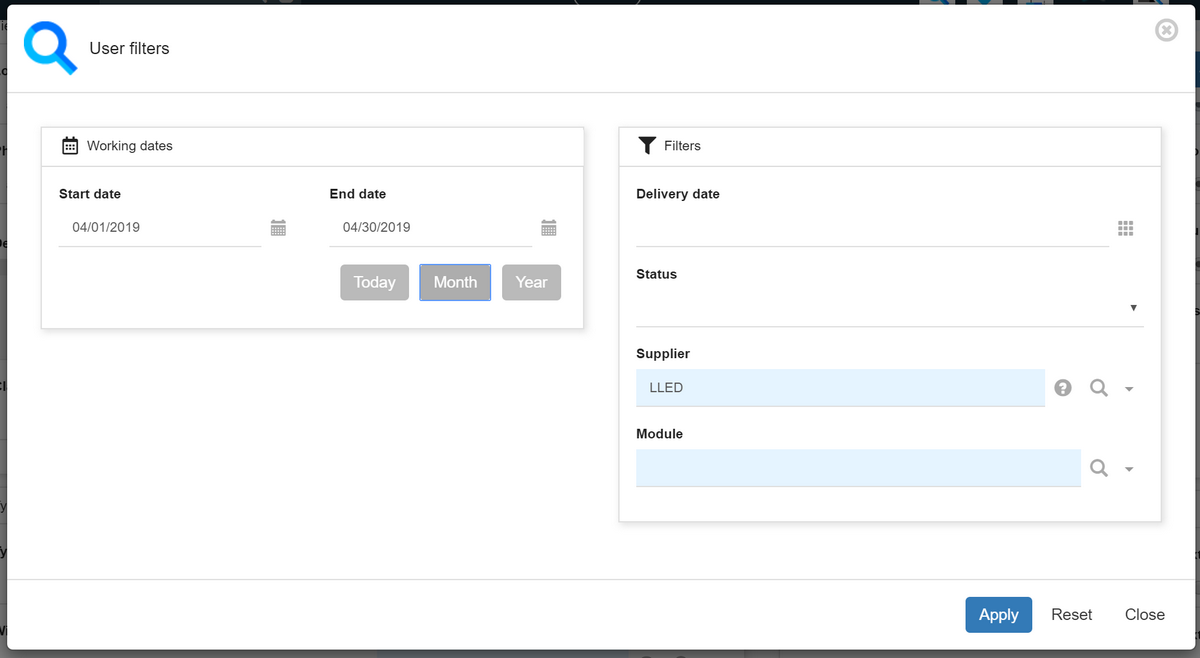 User filters
Working dates
Start date
End date
04/01/2019
04/30/2019
Today
Month
Year
Filters
Delivery date
Status
Supplier
LLED
Module
Apply
Reset
Close